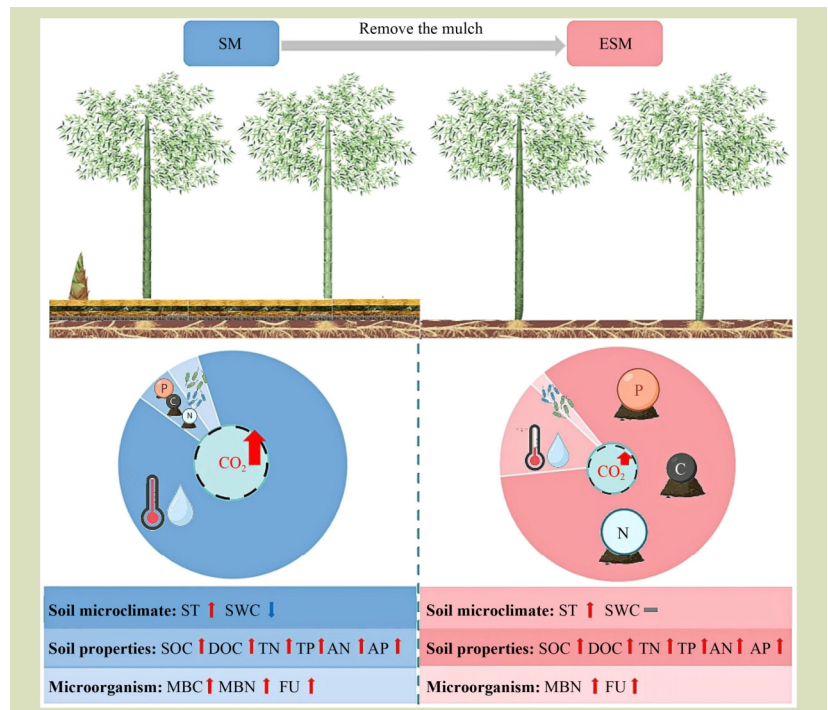 SM
Remove the mulch
ESM
P
C
N
CO₂
P
C
N
CO₂
Soil microclimate: ST ↑ SWC ↓
Soil properties: SOC ↑ DOC ↑ TN ↑ TP ↑ AN ↑ AP ↑
Microorganism: MBC ↑ MBN ↑ FU ↑
Soil microclimate: ST ↑ SWC —
Soil properties: SOC ↑ DOC ↑ TN ↑ TP ↑ AN ↑ AP ↑
Microorganism: MBN ↑ FU ↑